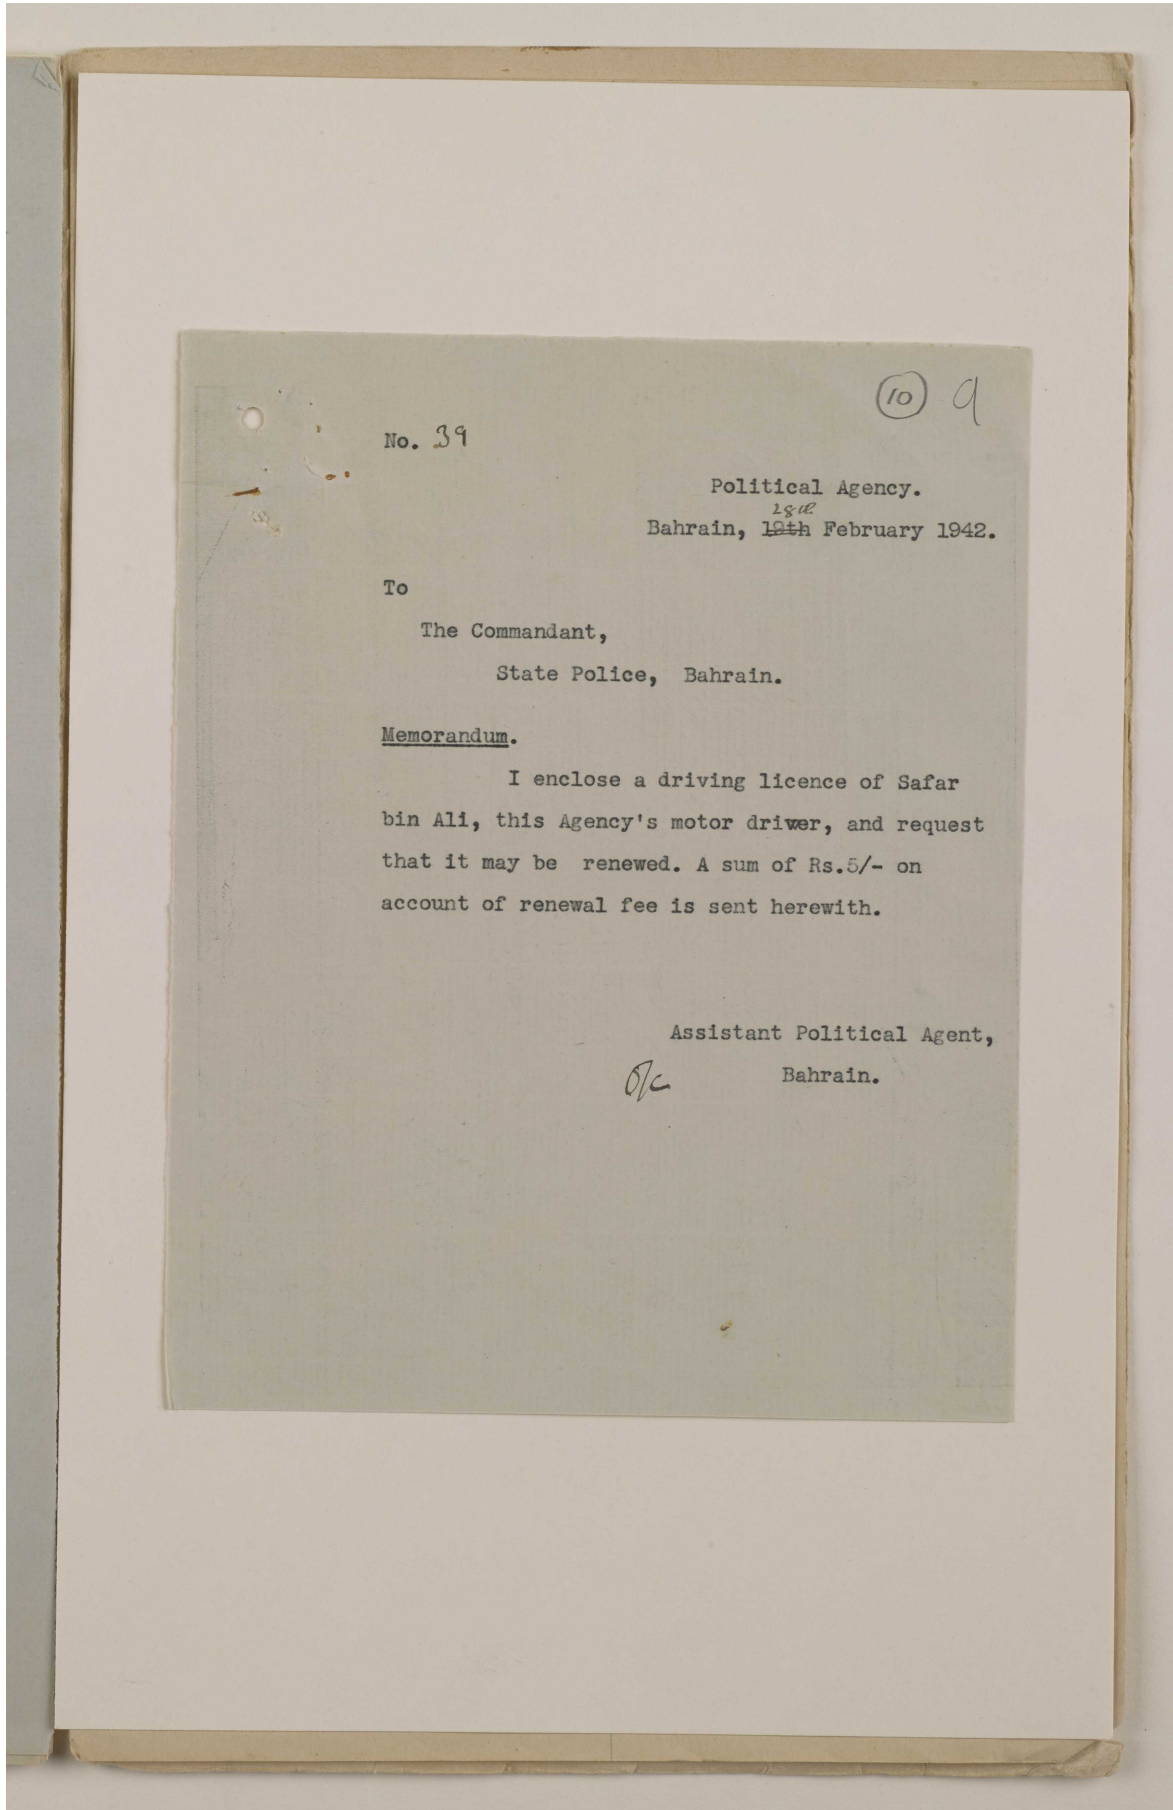 10 9
No. 39
Political Agency.
28th
Bahrain, 19th February 1942.
To
The Commandant,
State Police, Bahrain.
Memorandum.
I enclose a driving licence of Safar
bin Ali, this Agency's motor driver, and request
that it may be renewed. A sum of Rs.5/- on
account of renewal fee is sent herewith.
Assistant Political Agent,
o/c Bahrain.